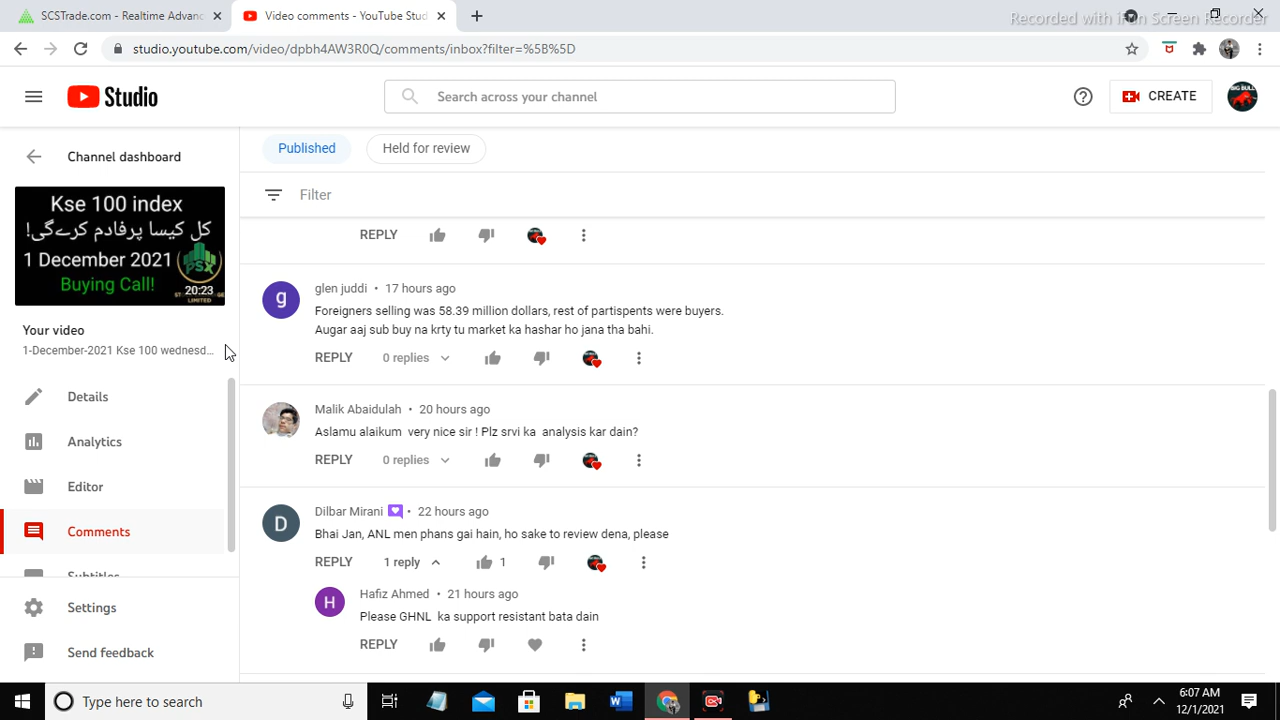 SCSTrade.com - Realtime Advanc
Video comments - YouTube Stud
Recorded with iFun Screen Recorder
studio.youtube.com/video/dpbh4AW3R0Q/comments/inbox?filter=%5B%5D
Studio
Search across your channel
CREATE
BIG BULL
Channel dashboard
Published
Held for review
Filter
Kse 100 index
کل کیسا پرفادم کرےگی!
1 December 2021
Buying Call!
PSX
LIMITED
20:23
REPLY
glen juddi • 17 hours ago
g
Foreigners selling was 58.39 million dollars, rest of partispents were buyers.
Augar aaj sub buy na krty tu market ka hashar ho jana tha bahi.
REPLY 0 replies
Your video
1-December-2021 Kse 100 wednesd...
Details
Analytics
Editor
Comments
Subtitles
Settings
Send feedback
Malik Abaidulah • 20 hours ago
Aslamu alaikum very nice sir ! Plz srvi ka analysis kar dain?
REPLY 0 replies
Dilbar Mirani • 22 hours ago
D
Bhai Jan, ANL men phans gai hain, ho sake to review dena, please
REPLY 1 reply 1
Hafiz Ahmed • 21 hours ago
H
Please GHNL ka support resistant bata dain
REPLY
Type here to search
6:07 AM
12/1/2021